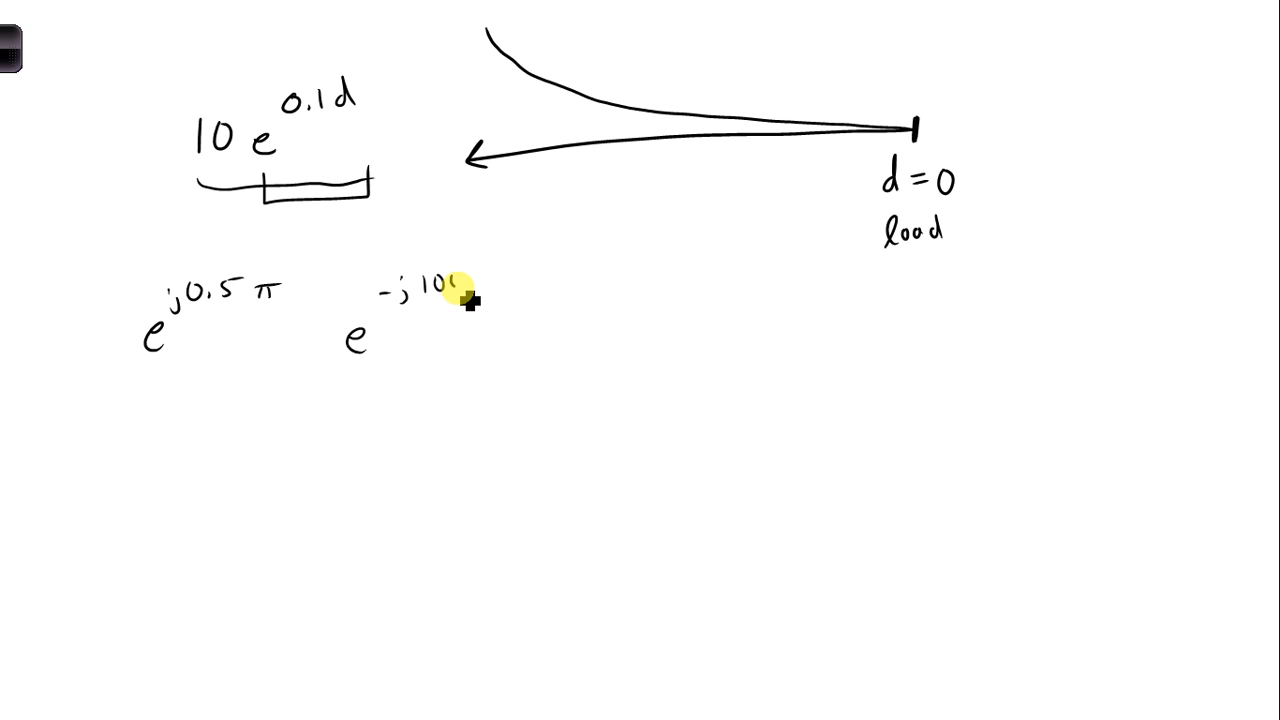 10 e^{0.1d}
d = 0
load
e^{j0.5π} e^{-j10}